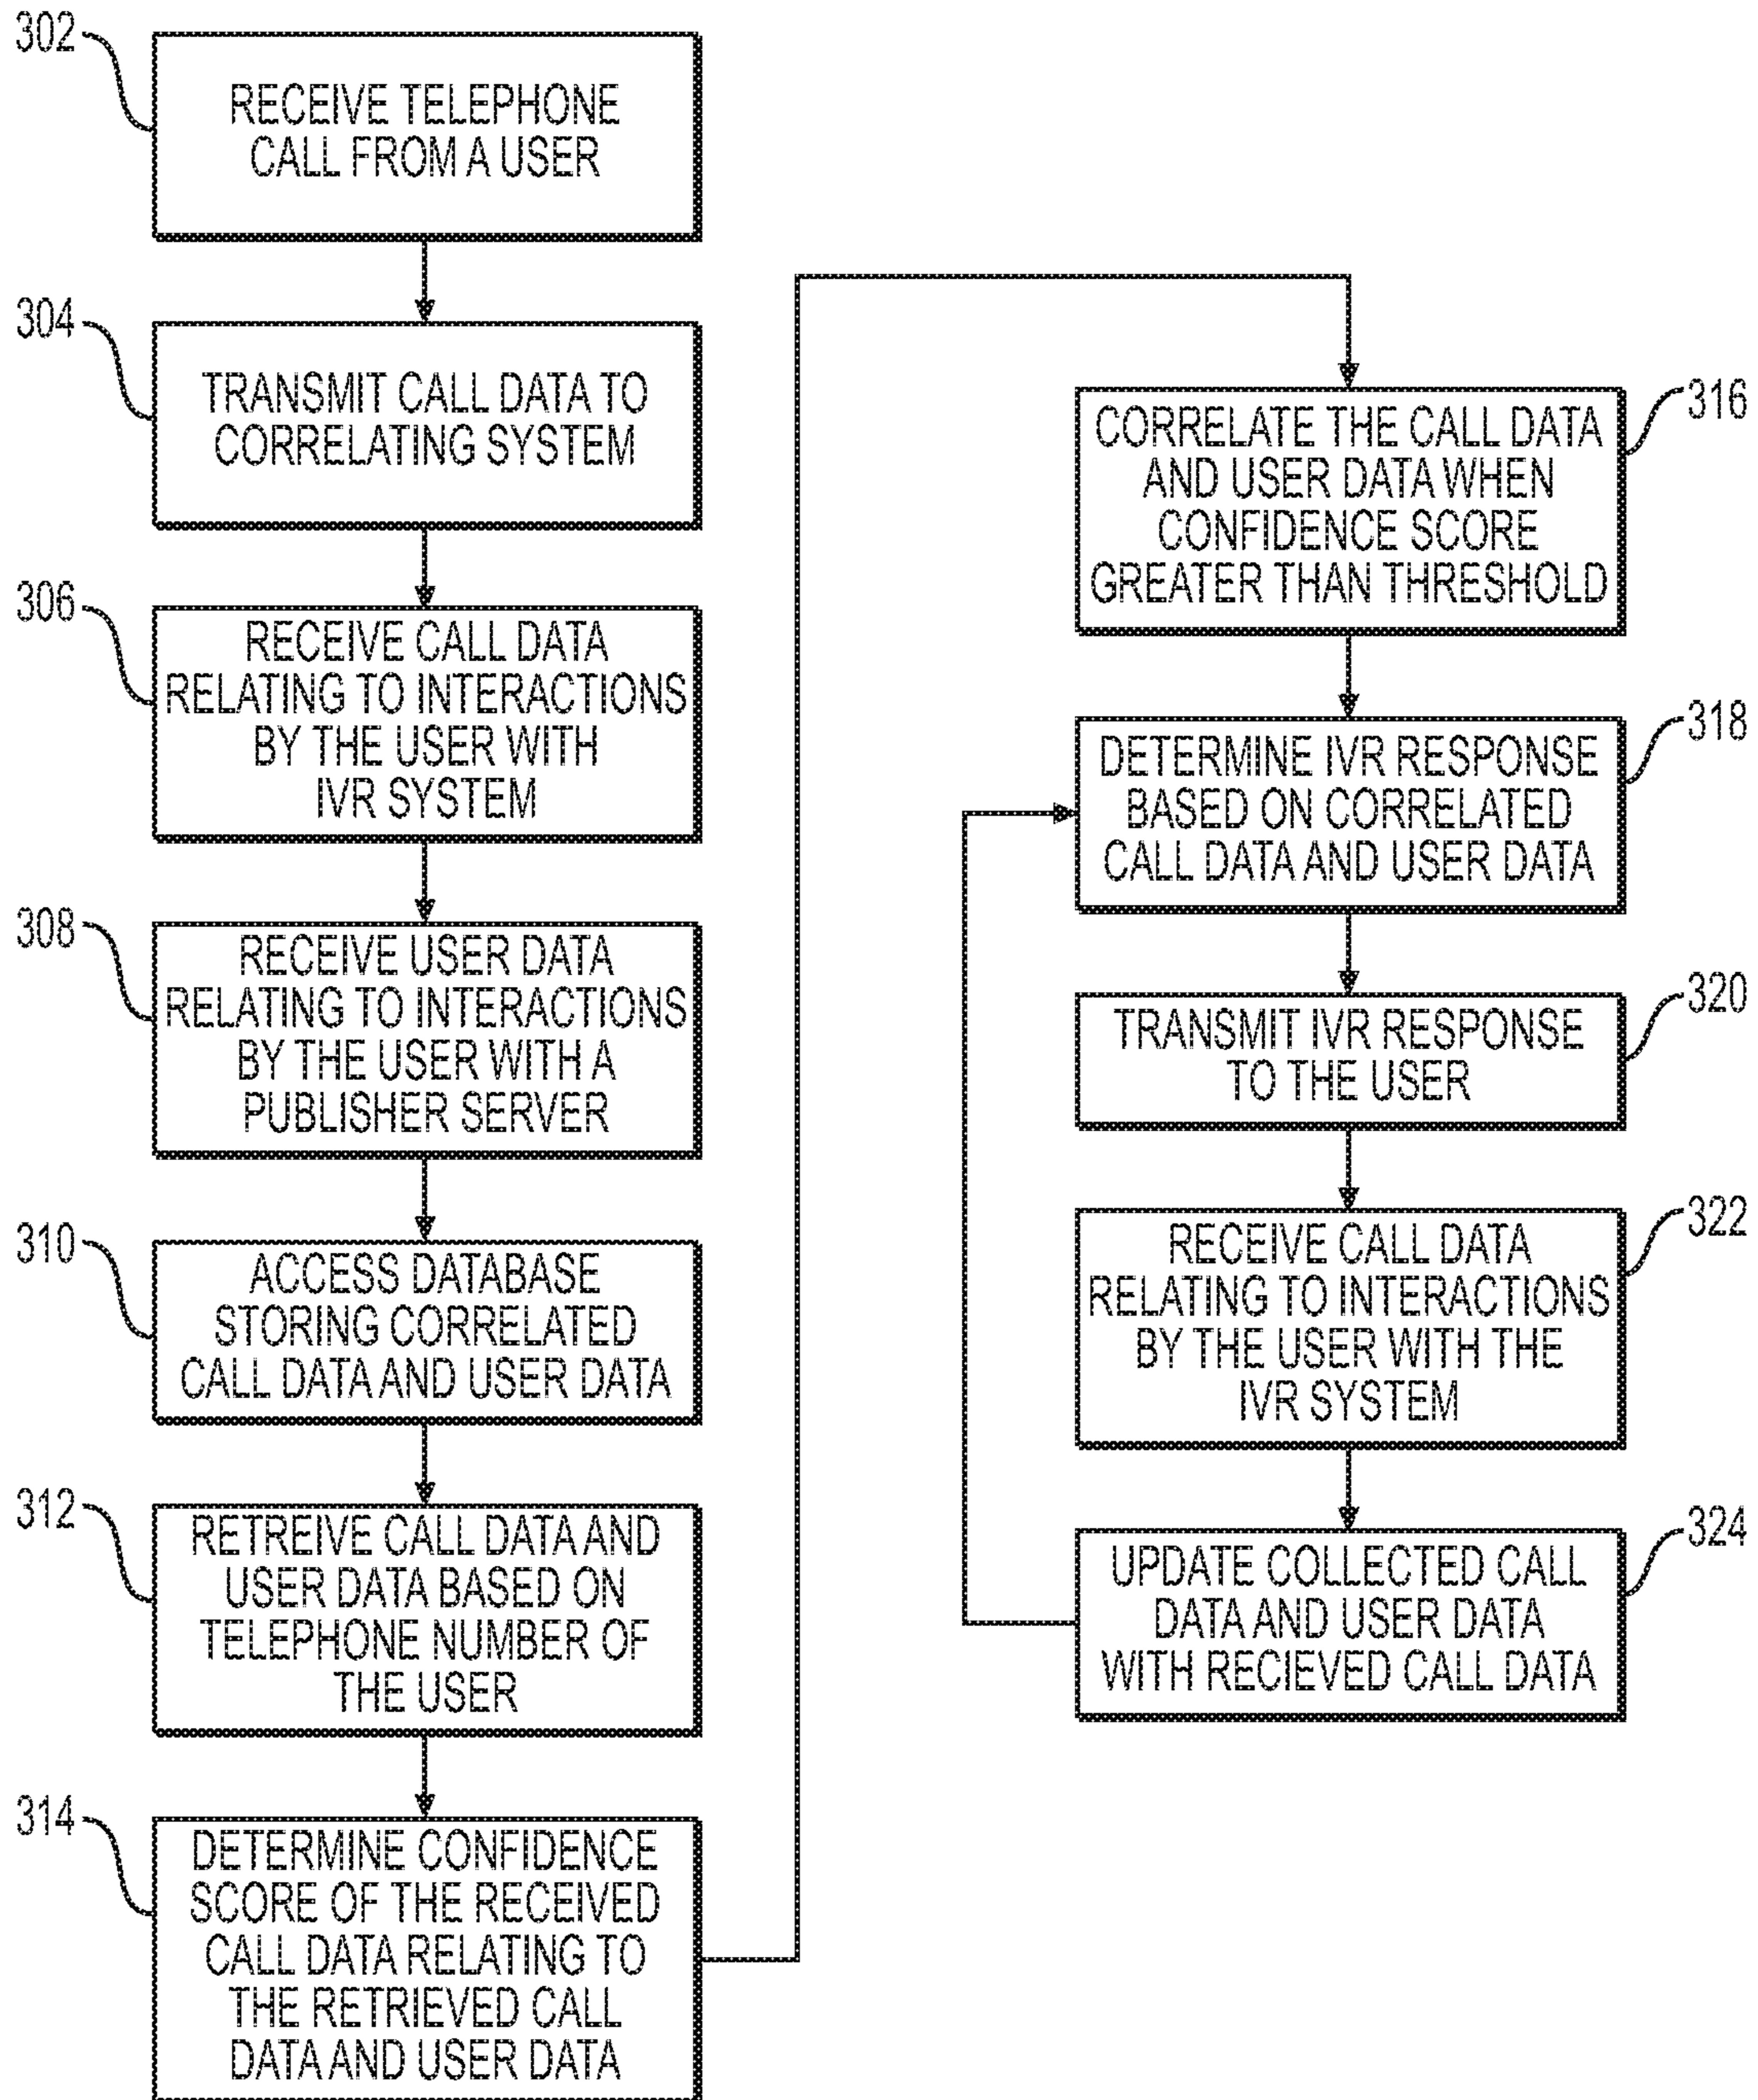 302
RECEIVE TELEPHONE
CALL FROM A USER
304
TRANSMIT CALL DATA TO
CORRELATING SYSTEM
306
RECEIVE CALL DATA
RELATING TO INTERACTIONS
BY THE USER WITH
IVR SYSTEM
308
RECEIVE USER DATA
RELATING TO INTERACTIONS
BY THE USER WITH A
PUBLISHER SERVER
310
ACCESS DATABASE
STORING CORRELATED
CALL DATA AND USER DATA
312
RETREIVE CALL DATA AND
USER DATA BASED ON
TELEPHONE NUMBER OF
THE USER
314
DETERMINE CONFIDENCE
SCORE OF THE RECEIVED
CALL DATA RELATING TO
THE RETRIEVED CALL
DATA AND USER DATA
316
CORRELATE THE CALL DATA
AND USER DATA WHEN
CONFIDENCE SCORE
GREATER THAN THRESHOLD
318
DETERMINE IVR RESPONSE
BASED ON CORRELATED
CALL DATA AND USER DATA
320
TRANSMIT IVR RESPONSE
TO THE USER
322
RECEIVE CALL DATA
RELATING TO INTERACTIONS
BY THE USER WITH THE
IVR SYSTEM
324
UPDATE COLLECTED CALL
DATA AND USER DATA
WITH RECIEVED CALL DATA